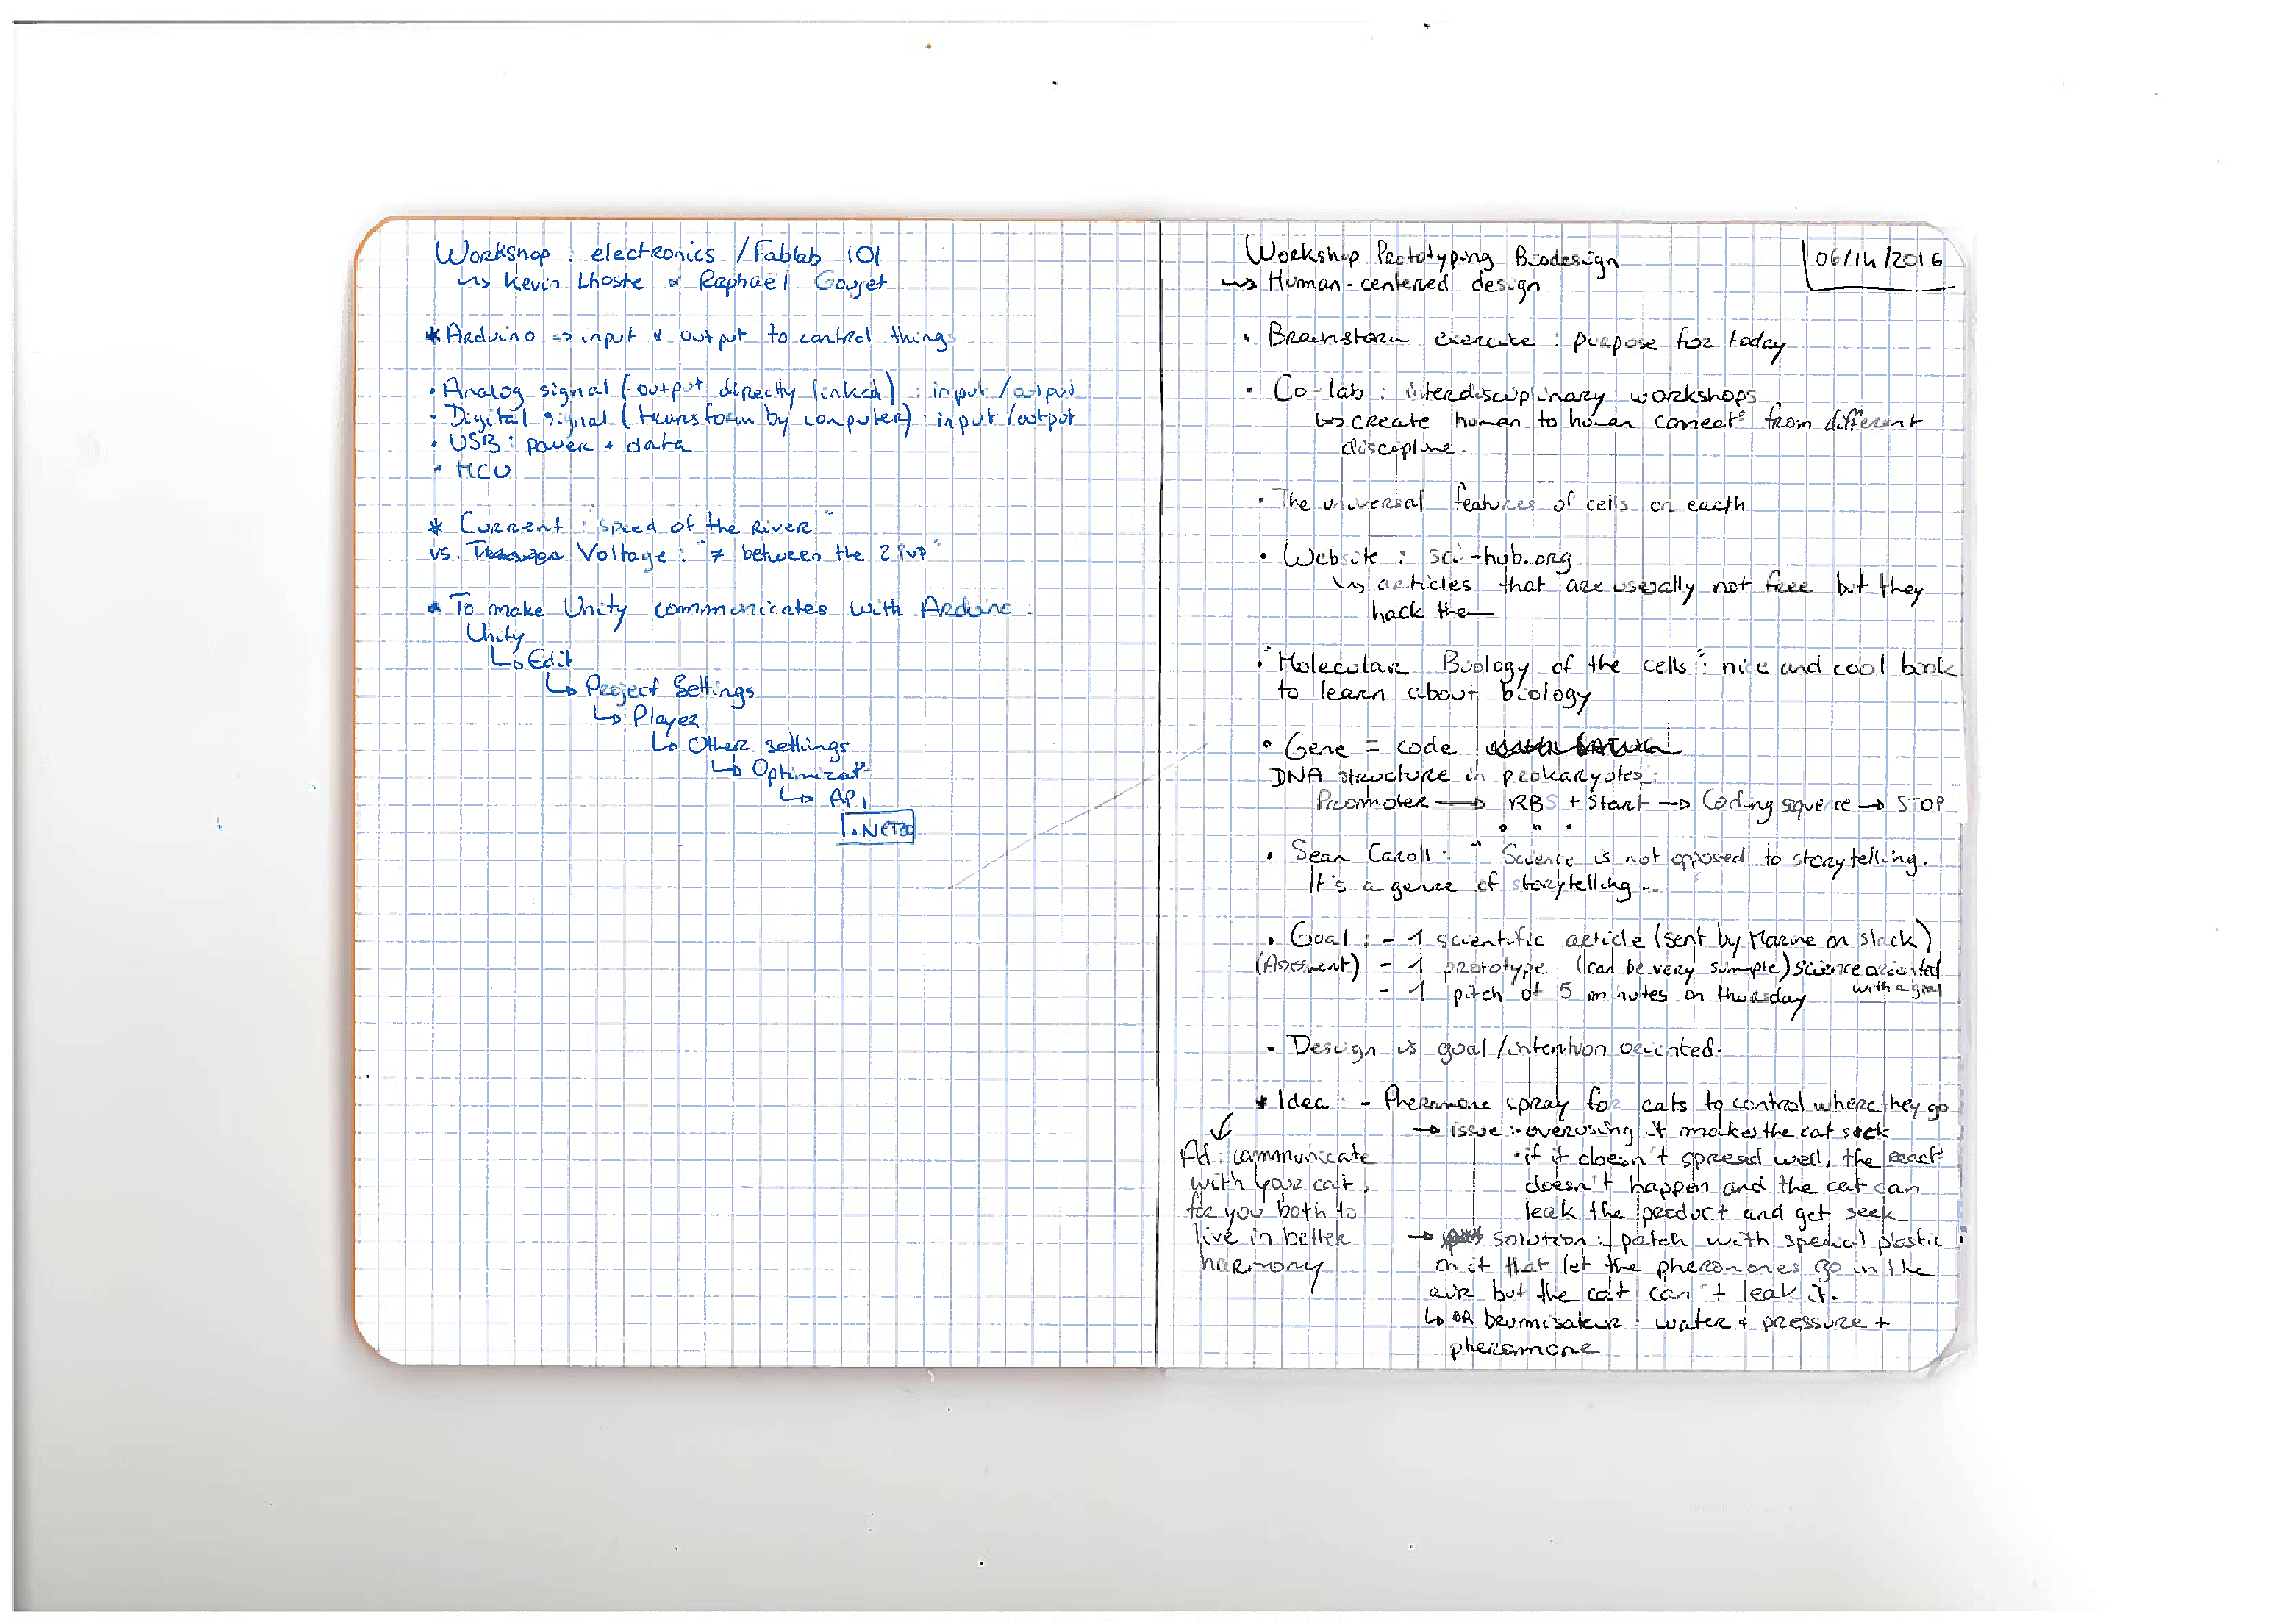 Workshop : electronics / Fablab 101
↳ Kevin Lhoste & Raphaël Goujet
* Arduino => input & output to control things
• Analog signal (output directly linked) : input / output
• Digital signal (transform by computer) : input / output
• USB : power + data
• MCU
* Current : "speed of the river"
vs. Voltage : "≠ between the 2
* To make Unity communicates with Arduino.
Unity
↳ Edit
↳ Project Settings
↳ Player
↳ Other settings
↳ Optimizat°
↳ API
.NET
Workshop Prototyping Biodesign
06/14/2016
↳ Human-centered design
• Brainstorm exercise : purpose for today
• Co-lab : interdisciplinary workshops
↳ create human to human connect° from different
discipline.
• The universal features of cells on earth
• Website : sci-hub.org
↳ articles that are usually not free but they
hack them
• "Molecular Biology of the cells" : nice and cool book
to learn about biology
• Gene = code
DNA structure in prokaryotes :
Promoter → RBS + Start → Coding sequence → STOP
• Sean Caroll : "Science is not opposed to storytelling.
It's a genre of storytelling"
• Goal : - 1 scientific article (sent by Marine on slack)
(Assesment) - 1 prototype (can be very simple) science oriented
with a goal
- 1 pitch of 5 minutes on thursday
• Design is goal/intention oriented.
* Idea : - Pheromone spray for cats to control where they go
→ issue : • overusing it makes the cat sick
• if it doesn't spread well, the react°
doesn't happen and the cat can
leak the product and get seek
→ solution : patch with special plastic
on it that let the pheromones go in the
air but the cat can't leak it.
↳ OR brumisateur : water + pressure +
pheromone
Ad : communicate
with your cat
for you both to
live in better
harmony